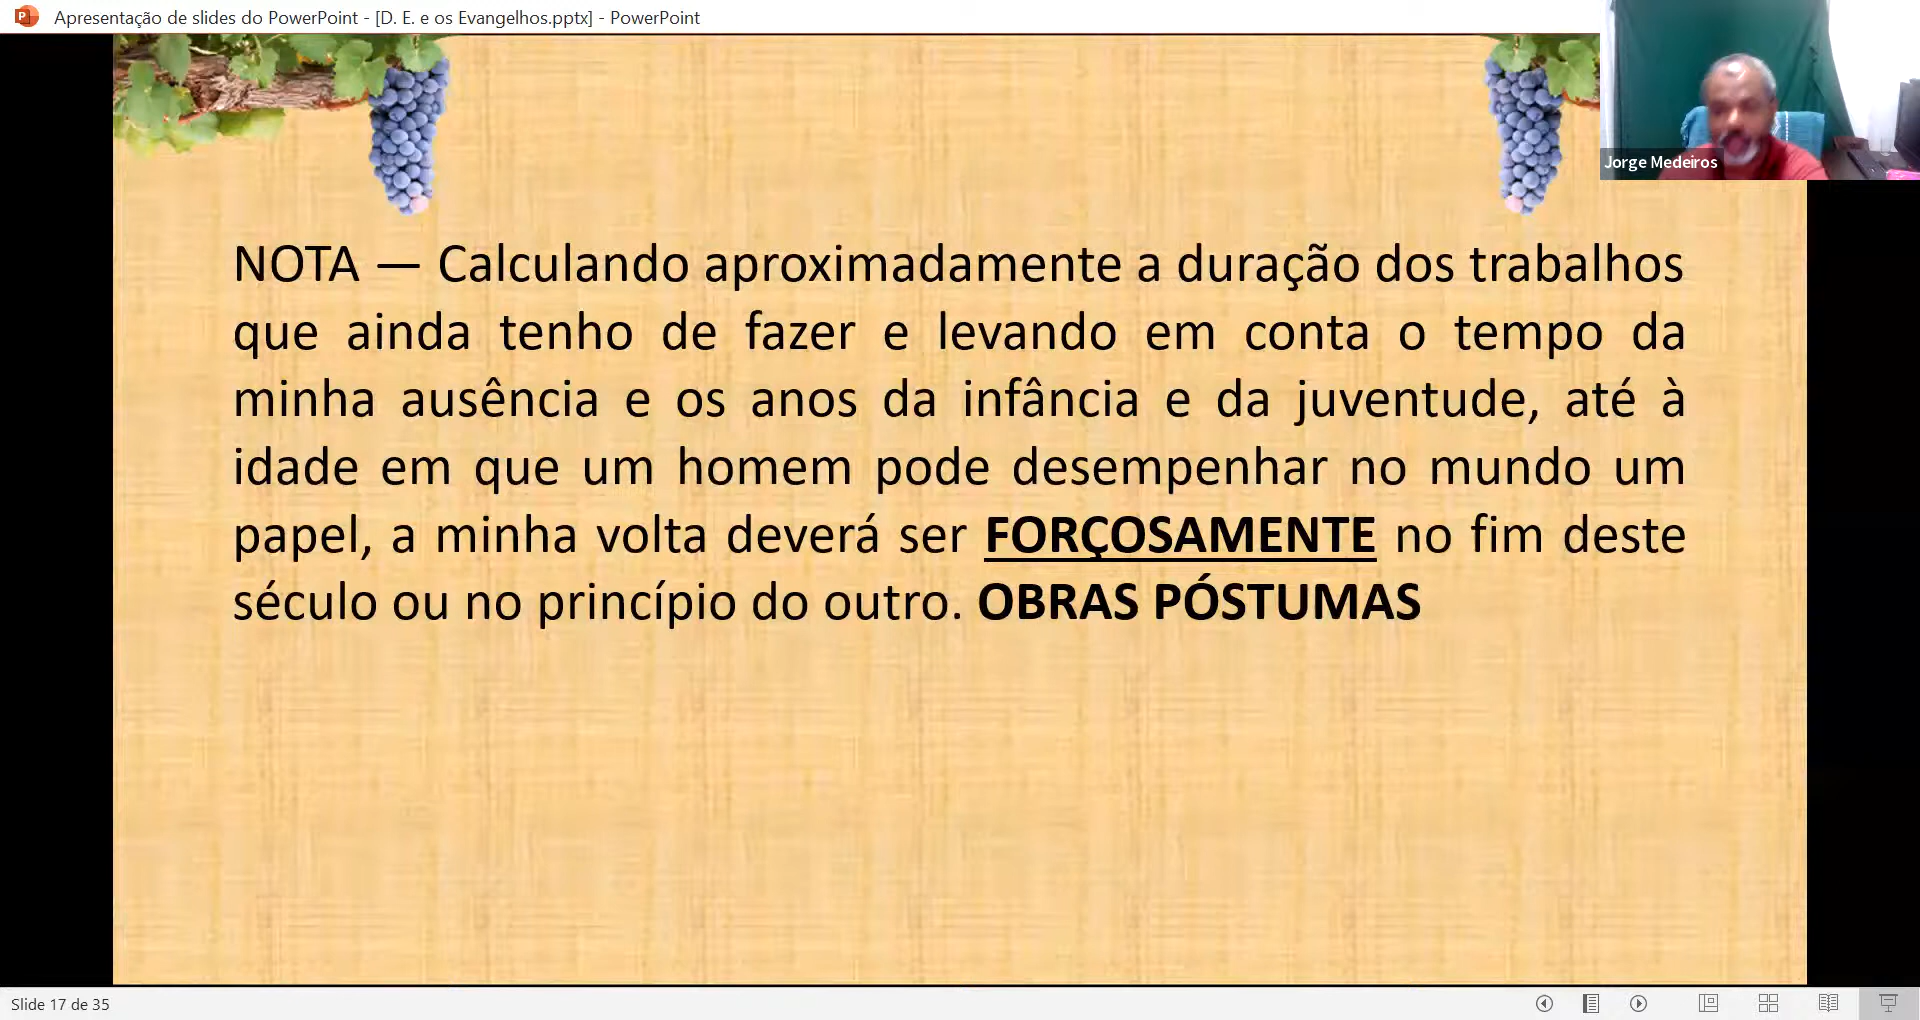 Apresentação de slides do PowerPoint - [D. E. e os Evangelhos.pptx] - PowerPoint
Jorge Medeiros
NOTA — Calculando aproximadamente a duração dos trabalhos
que ainda tenho de fazer e levando em conta o tempo da
minha ausência e os anos da infância e da juventude, até à
idade em que um homem pode desempenhar no mundo um
papel, a minha volta deverá ser FORÇOSAMENTE no fim deste
século ou no princípio do outro. OBRAS PÓSTUMAS
Slide 17 de 35